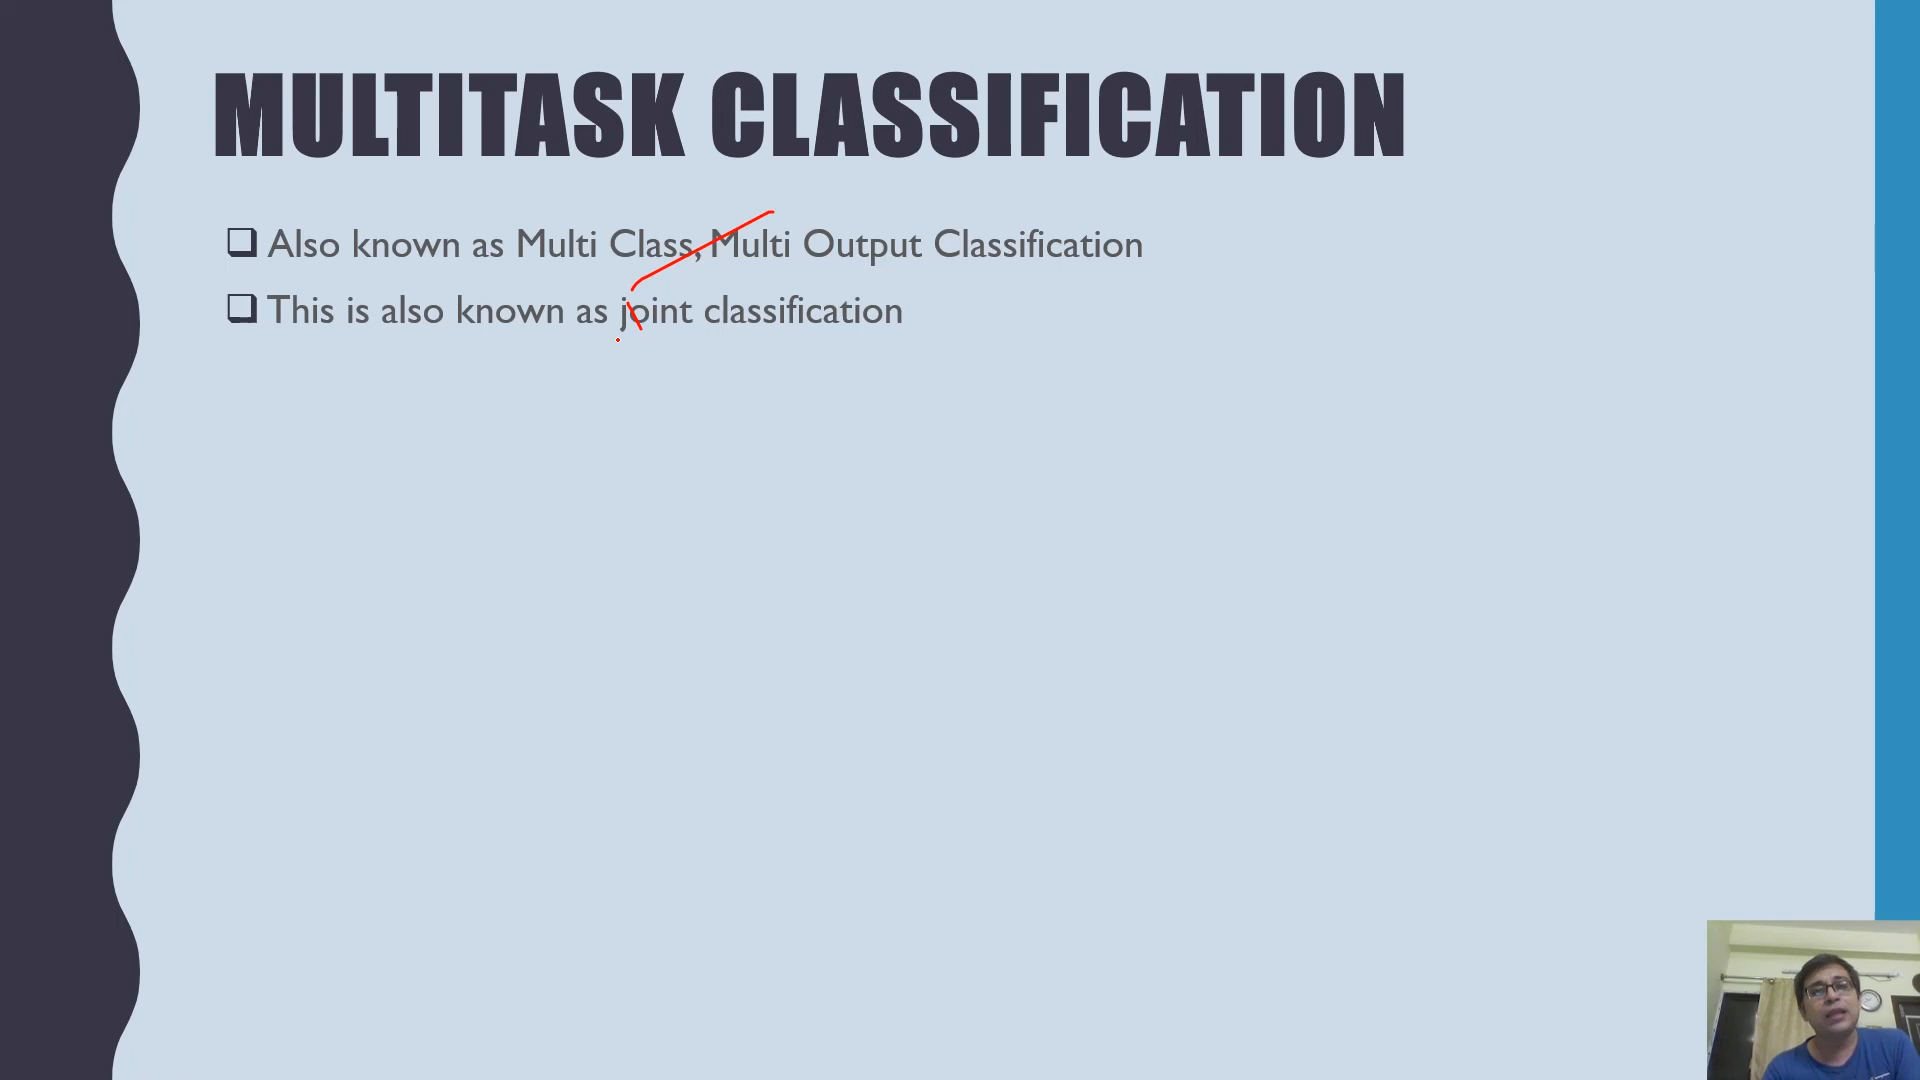 MULTITASK CLASSIFICATION
Also known as Multi Class, Multi Output Classification
This is also known as joint classification